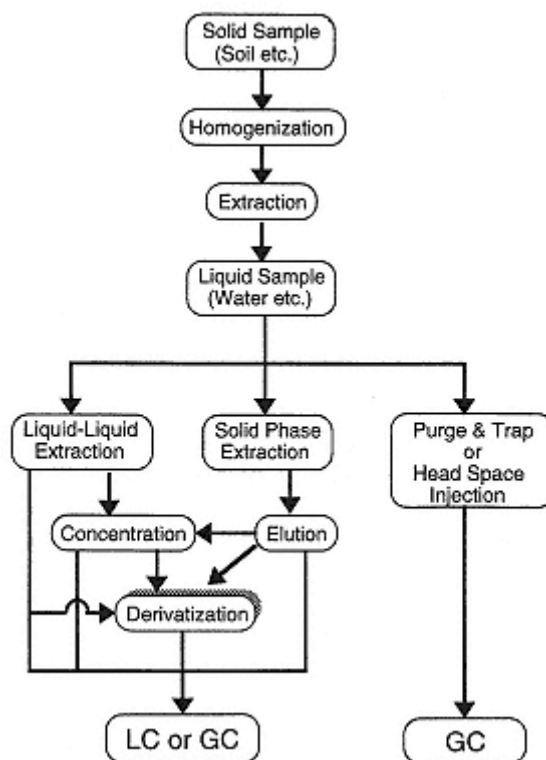 Solid Sample
(Soil etc.)
Homogenization
Extraction
Liquid Sample
(Water etc.)
Liquid-Liquid
Extraction
Solid Phase
Extraction
Purge & Trap
or
Head Space
Injection
Concentration
Elution
Derivatization
LC or GC
GC